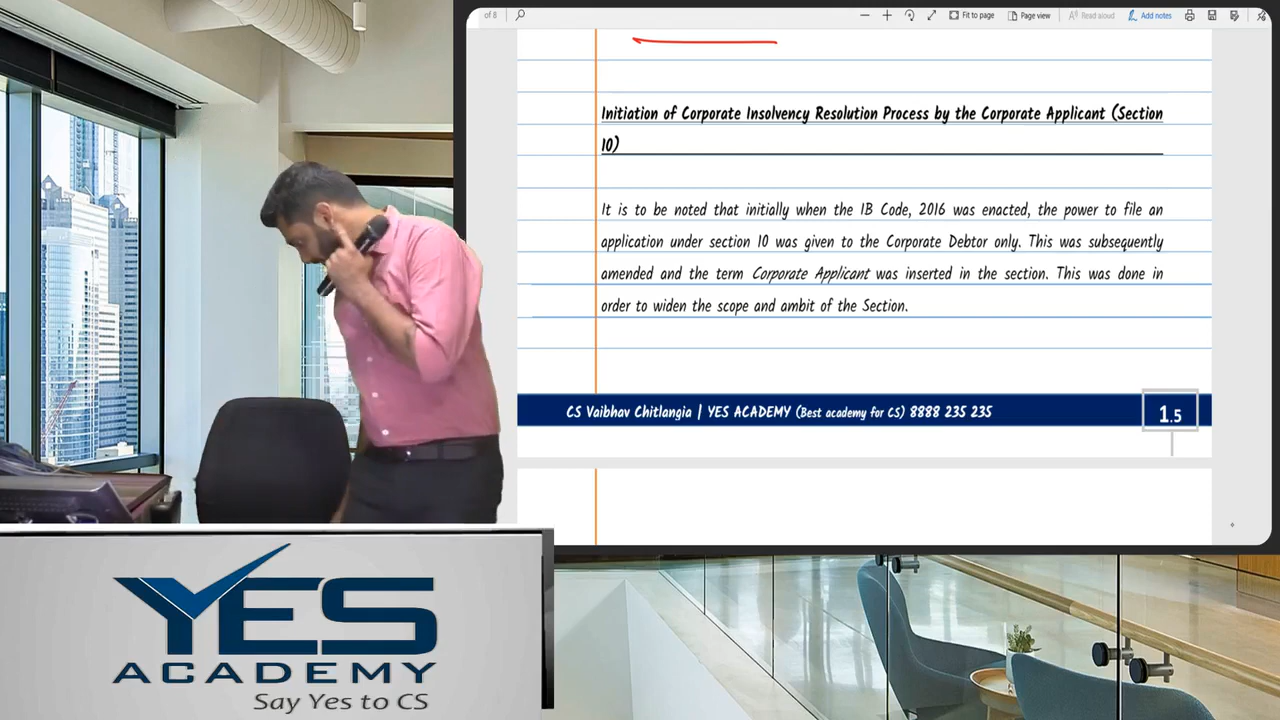 of 8
Fit to page
Page view
Read aloud
Add notes
Initiation of Corporate Insolvency Resolution Process by the Corporate Applicant (Section
10)
It is to be noted that initially when the IB Code, 2016 was enacted, the power to file an
application under section 10 was given to the Corporate Debtor only. This was subsequently
amended and the term Corporate Applicant was inserted in the section. This was done in
order to widen the scope and ambit of the Section.
CS Vaibhav Chitlangia | YES ACADEMY (Best academy for CS) 8888 235 235
1.5
YES
ACADEMY
Say Yes to CS